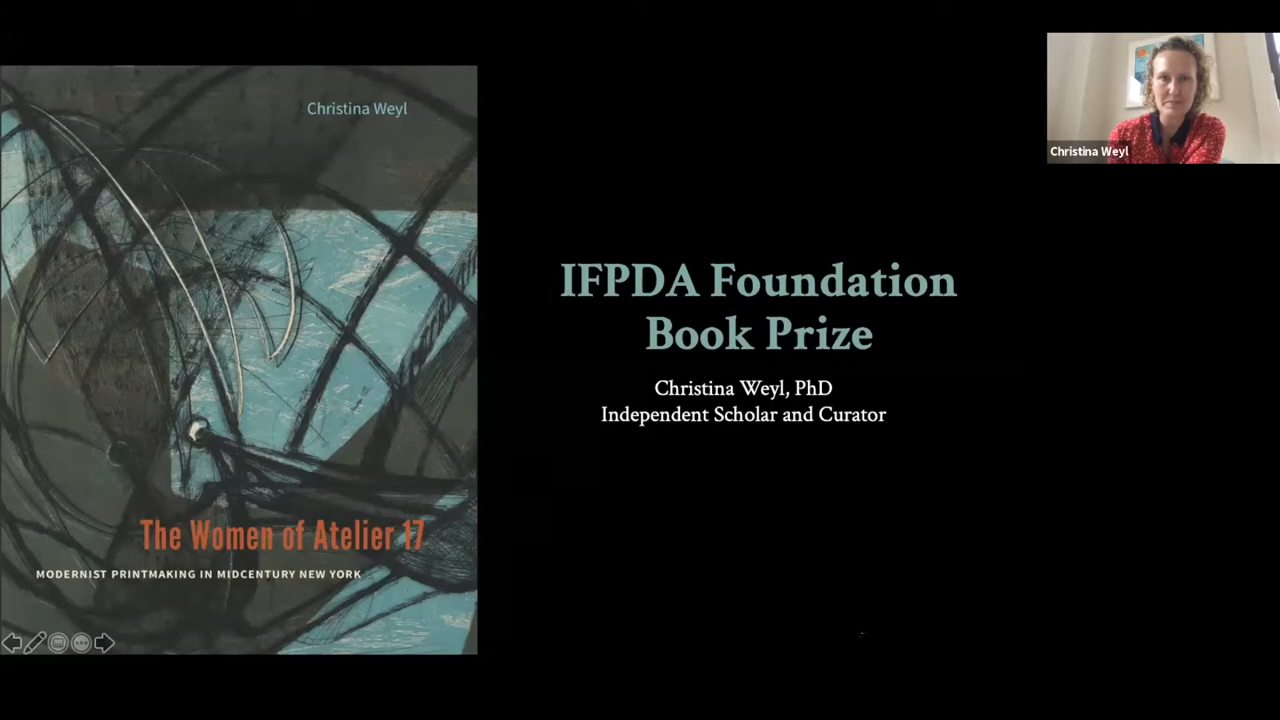 Christina Weyl
The Women of Atelier 17
MODERNIST PRINTMAKING IN MIDCENTURY NEW YORK
IFPDA Foundation
Book Prize
Christina Weyl, PhD
Independent Scholar and Curator
Christina Weyl